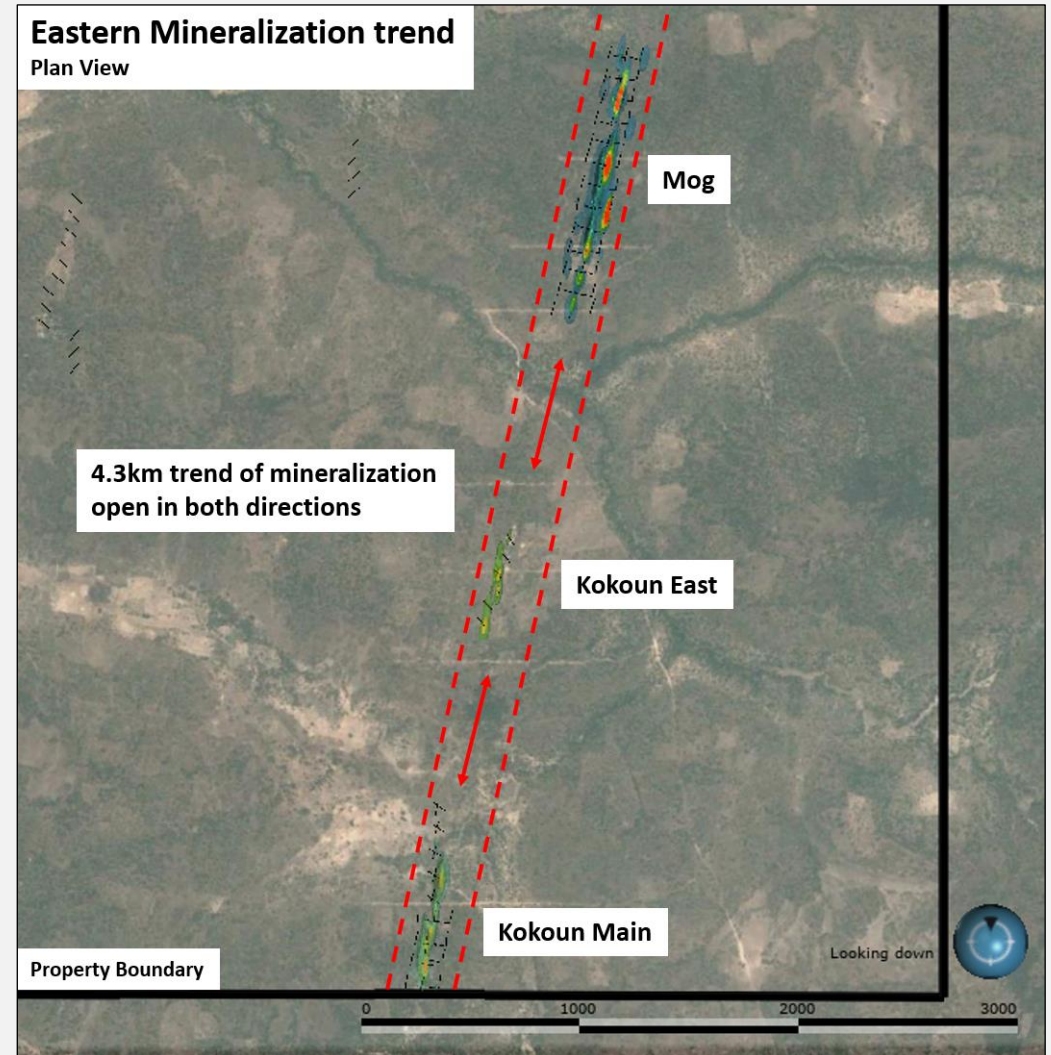 Eastern Mineralization trend
Plan View
Mog
4.3km trend of mineralization
open in both directions
Kokoun East
Kokoun Main
Looking down
Property Boundary
0 1000 2000 3000